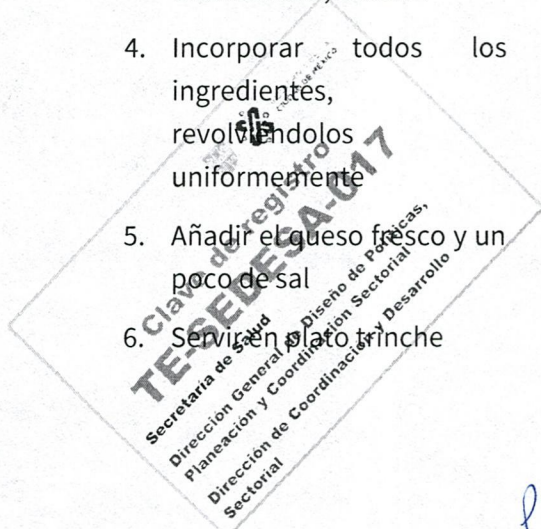 4. Incorporar todos los
ingredientes,
revolviéndolos
uniformemente
5. Añadir el queso fresco y un
poco de sal
6. Servir en plato trinche
Clave de registro
TE-SEDESA-017
Secretaría de Salud
Dirección General de Diseño de Políticas,
Planeación y Coordinación Sectorial
Dirección de Coordinación y Desarrollo
Sectorial